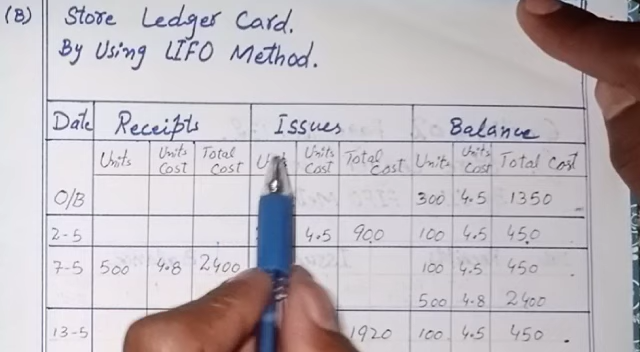 (B) Store Ledger Card.
By Using LIFO Method.
Date Receipts Issues Balance
Units Units Cost Total Cost Units Cost Total Cost Units Units Cost Total Cost
O/B 300 4.5 1350
2-5 4.5 900 100 4.5 450
7-5 500 4.8 2400 100 4.5 450
500 4.8 2400
13-5 1920 100 4.5 450